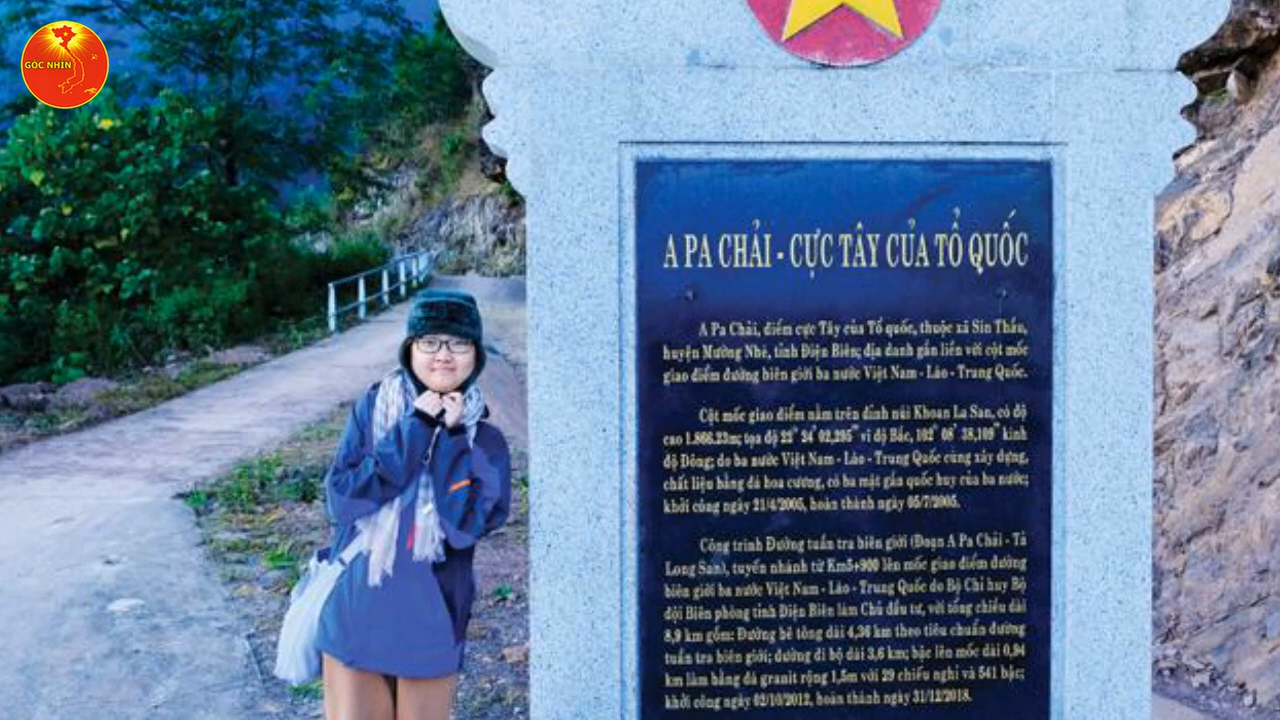 GÓC NHÌN
A PA CHẢI - CỰC TÂY CỦA TỔ QUỐC
A Pa Chải, điểm cực Tây của Tổ quốc, thuộc xã Sín Thầu,
huyện Mường Nhé, tỉnh Điện Biên; địa danh gắn liền với cột mốc
giao điểm đường biên giới ba nước Việt Nam - Lào - Trung Quốc.
Cột mốc giao điểm nằm trên đỉnh núi Khoan La San, có độ
cao 1.866.23m; tọa độ 22° 24' 02,295" vĩ độ Bắc, 102° 08' 38,109" kinh
độ Đông; do ba nước Việt Nam - Lào - Trung Quốc cùng xây dựng,
chất liệu bằng đá hoa cương, có ba mặt gắn quốc huy của ba nước;
khởi công ngày 21/4/2005, hoàn thành ngày 05/7/2005.
Công trình Đường tuần tra biên giới (Đoạn A Pa Chải - Tả
Long San), tuyến nhánh từ Km5+900 lên mốc giao điểm đường
biên giới ba nước Việt Nam - Lào - Trung Quốc do Bộ Chỉ huy Bộ
đội Biên phòng tỉnh Điện Biên làm Chủ đầu tư, với tổng chiều dài
8,9 km gồm: Đường bê tông dài 4,36 km theo tiêu chuẩn đường
tuần tra biên giới; đường đi bộ dài 3,6 km; bậc lên mốc dài 0,94
km làm bằng đá granit rộng 1,5m với 29 chiếu nghỉ và 541 bậc;
khởi công ngày 02/10/2012, hoàn thành ngày 31/12/2018.